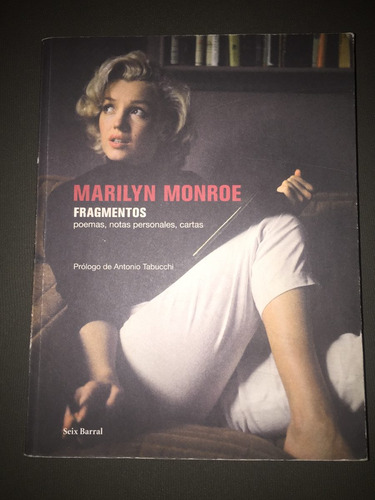 MARILYN MONROE
FRAGMENTOS
poemas, notas personales, cartas
Prólogo de Antonio Tabucchi
Seix Barral